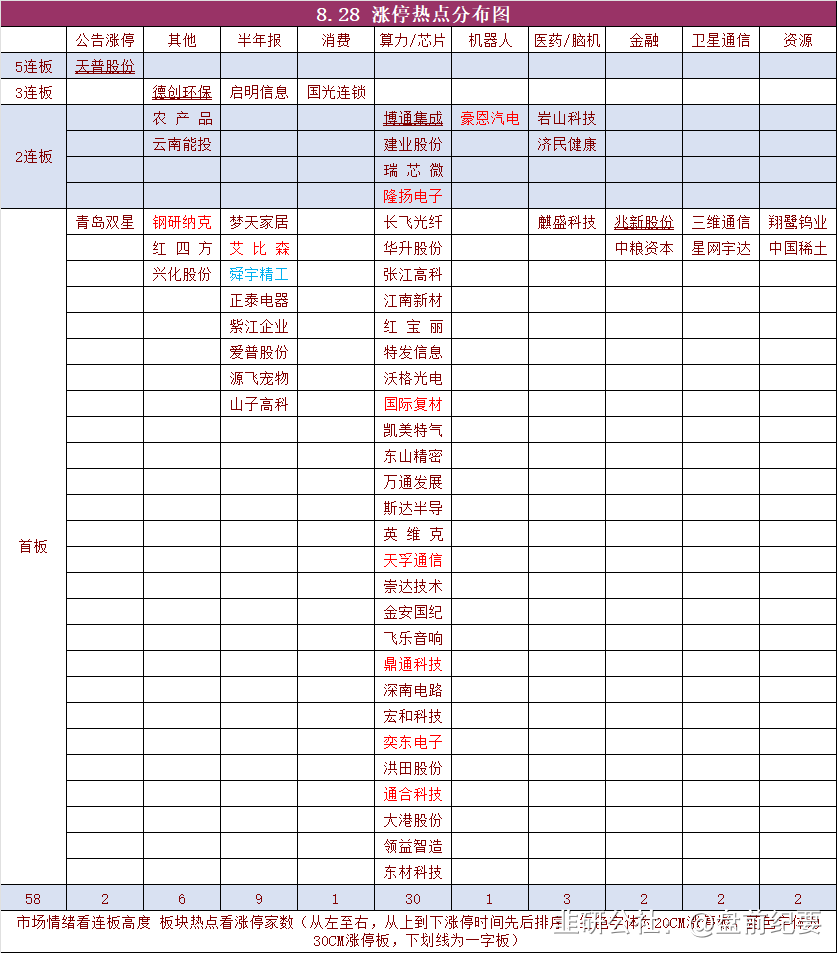 8.28 涨停热点分布图
公告涨停 其他 半年报 消费 算力/芯片 机器人 医药/脑机 金融 卫星通信 资源
5连板 天普股份
3连板 德创环保 启明信息 国光连锁
2连板
农产品 博通集成 豪恩汽电 岩山科技
云南能投 建业股份 济民健康
瑞芯微
隆扬电子
首板
青岛双星 钢研纳克 梦天家居 长飞光纤 麒盛科技 兆新股份 三维通信 翔鹭钨业
红四方 艾比森 华升股份 中粮资本 星网宇达 中国稀土
兴化股份 舜宇精工 张江高科
正泰电器 江南新材
紫江企业 红宝丽
爱普股份 特发信息
源飞宠物 沃格光电
山子高科 国际复材
凯美特气
东山精密
万通发展
斯达半导
英维克
天孚通信
崇达技术
金安国纪
飞乐音响
鼎通科技
深南电路
宏和科技
奕东电子
洪田股份
通合科技
大港股份
领益智造
东材科技
58 2 6 9 1 30 1 3 2 2 2
市场情绪看连板高度 板块热点看涨停家数（从左至右，从上到下涨停时间先后排序，色字体为20CM涨停板，
30CM涨停板，下划线为一字板）
韭研公社：@盘前纪要